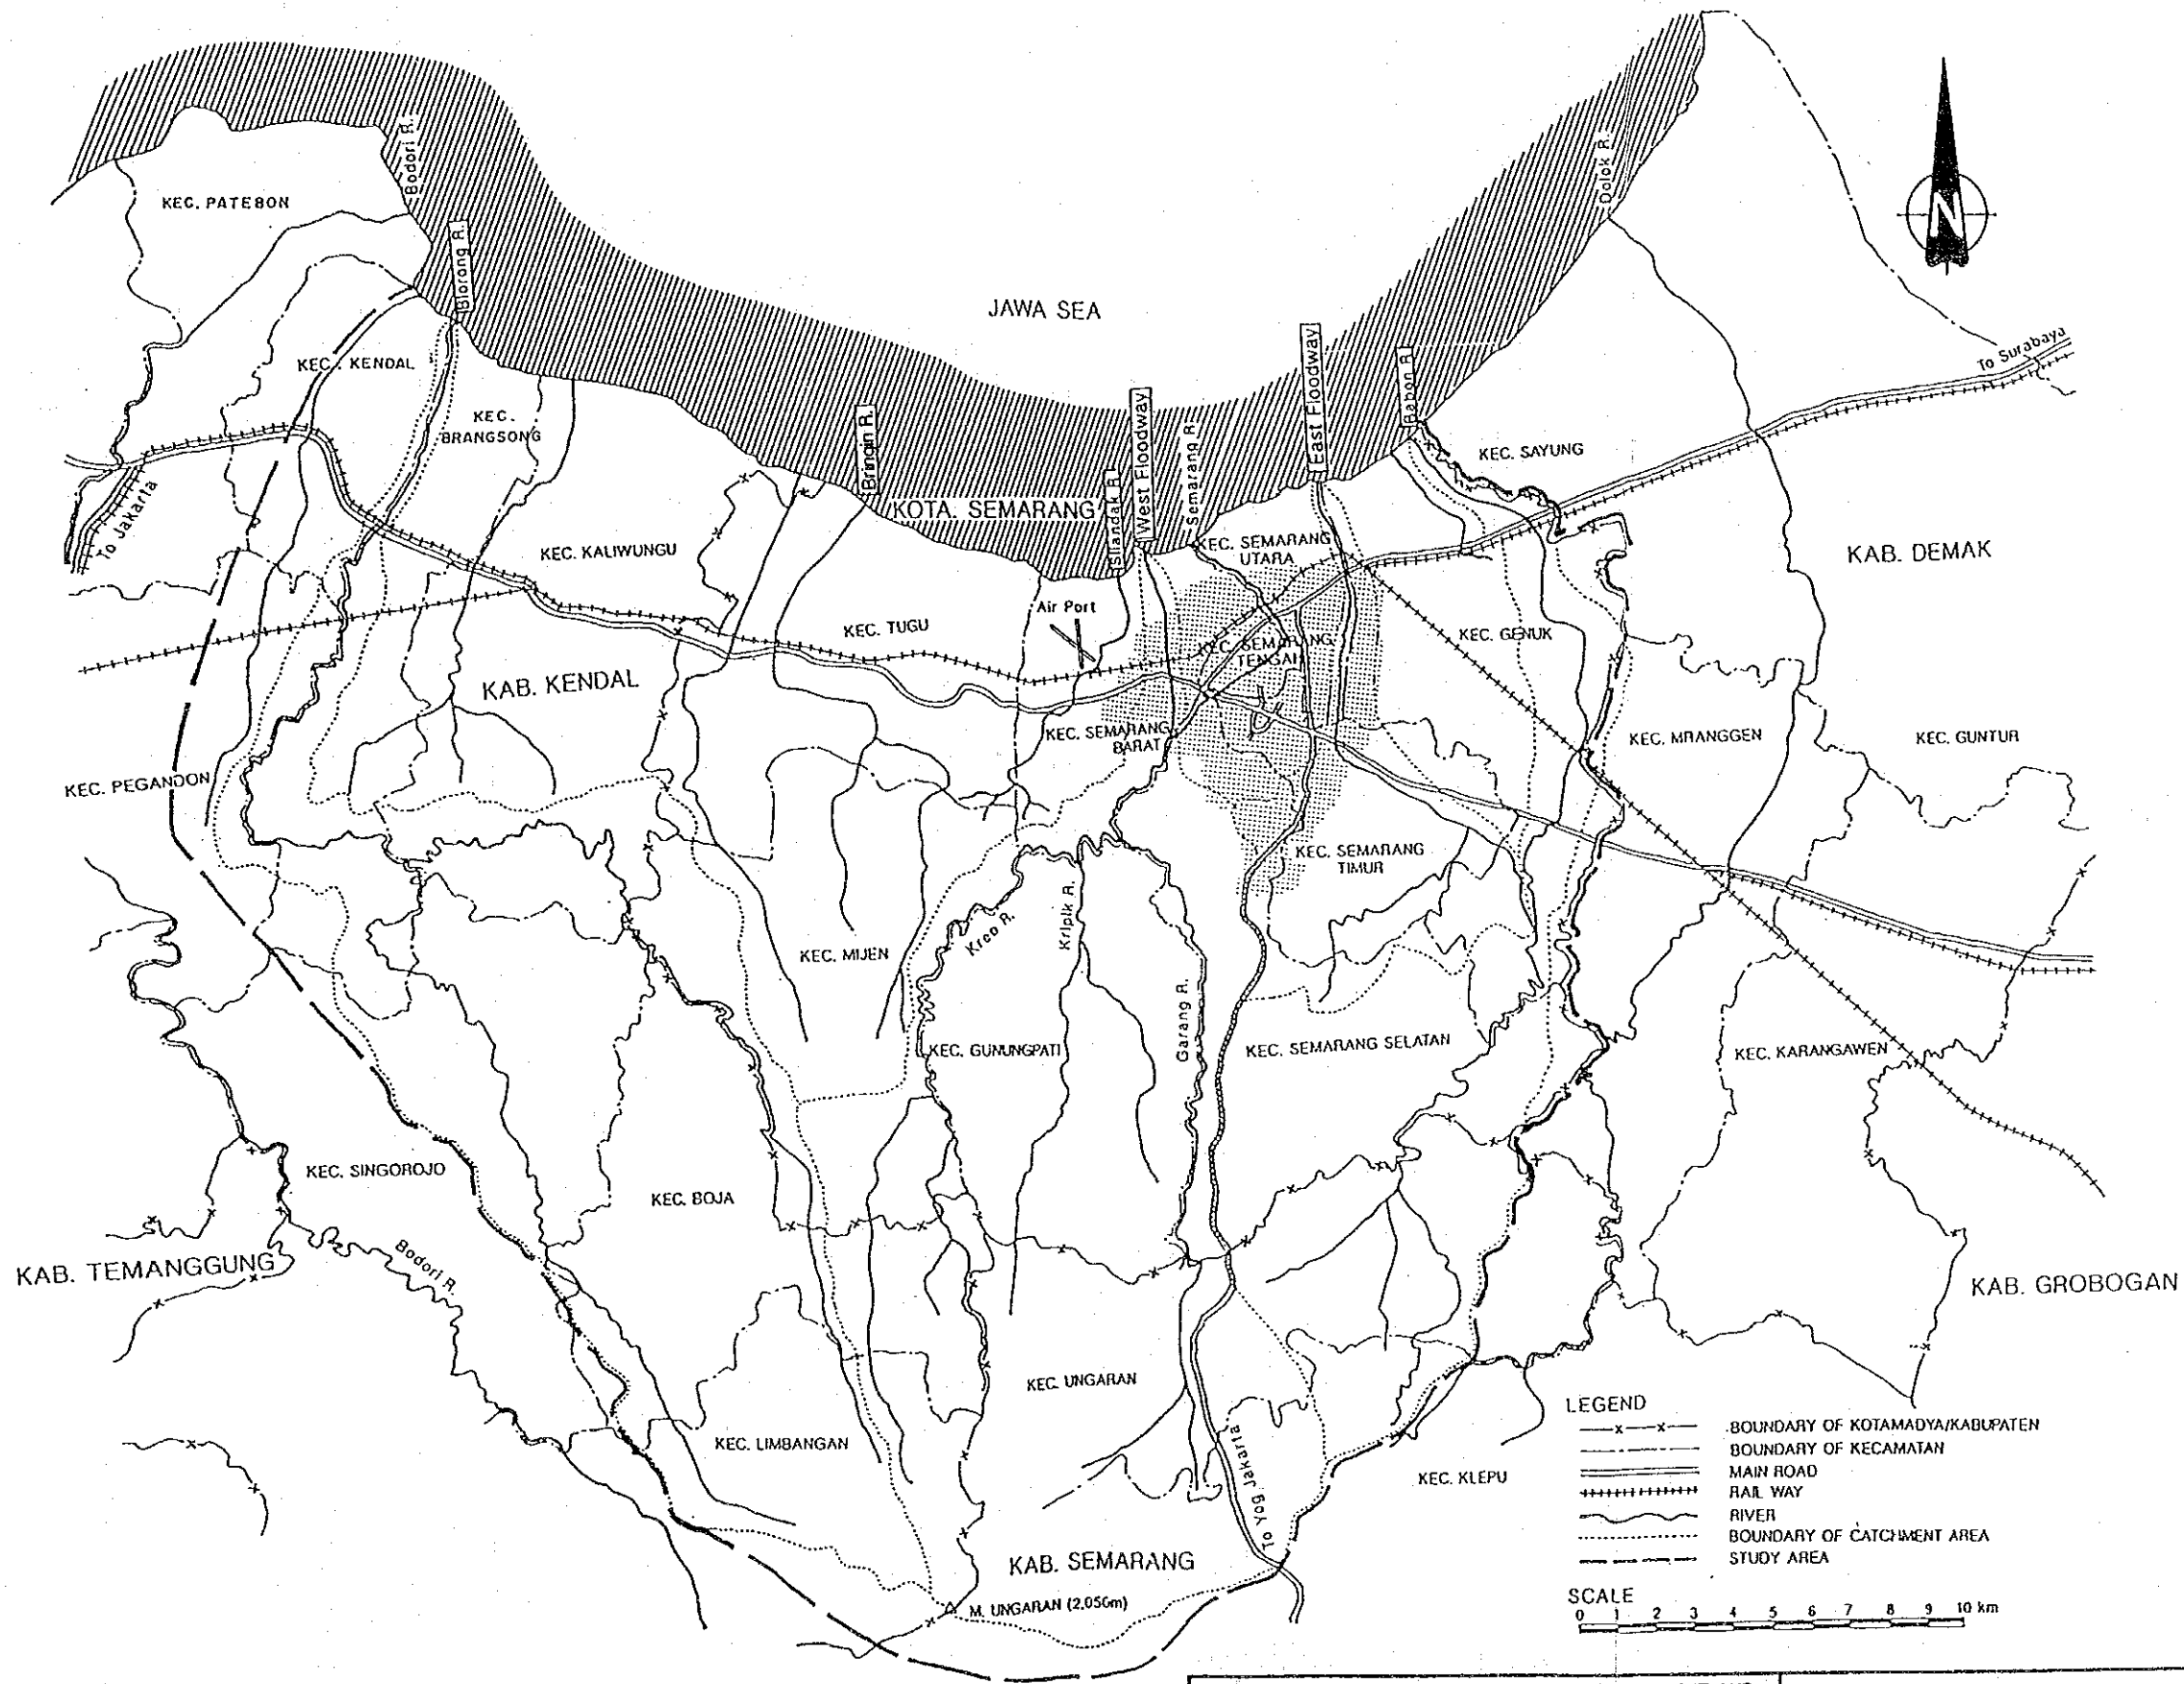 Bodori R.
Dolok R.
KEC. PATEBON
Blorong R.
JAWA SEA
N
To Surabaya
KEC. KENDAL
KEC.
BRANGSONG
Bringin R.
KOTA. SEMARANG
Silandak R.
West Floodway
Semarang R.
East Floodway
Babon R
KEC. SAYUNG
To Jakarta
KEC. KALIWUNGU
KEC. SEMARANG
UTARA
KAB. DEMAK
Air Port
KEC. TUGU
KEC. SEMARANG
TENGAH
KEC. GENUK
KAB. KENDAL
KEC. SEMARANG
BARAT
KEC. MRANGGEN
KEC. GUNTUR
KEC. PEGANDON
KEC. SEMARANG
TIMUR
KEC. MIJEN
Kreo R.
Kripik R.
Garang R.
KEC. GUNUNGPATI
KEC. SEMARANG SELATAN
KEC. KARANGAWEN
KEC. SINGOROJO
KEC. BOJA
KAB. TEMANGGUNG
Bodori R.
KAB. GROBOGAN
KEC. UNGARAN
KEC. LIMBANGAN
To Yog Jakarta
KEC. KLEPU
KAB. SEMARANG
M. UNGARAN (2,050m)
LEGEND
BOUNDARY OF KOTAMADYA/KABUPATEN
BOUNDARY OF KECAMATAN
MAIN ROAD
RAIL WAY
RIVER
BOUNDARY OF CATCHMENT AREA
STUDY AREA
SCALE
0 1 2 3 4 5 6 7 8 9 10 km